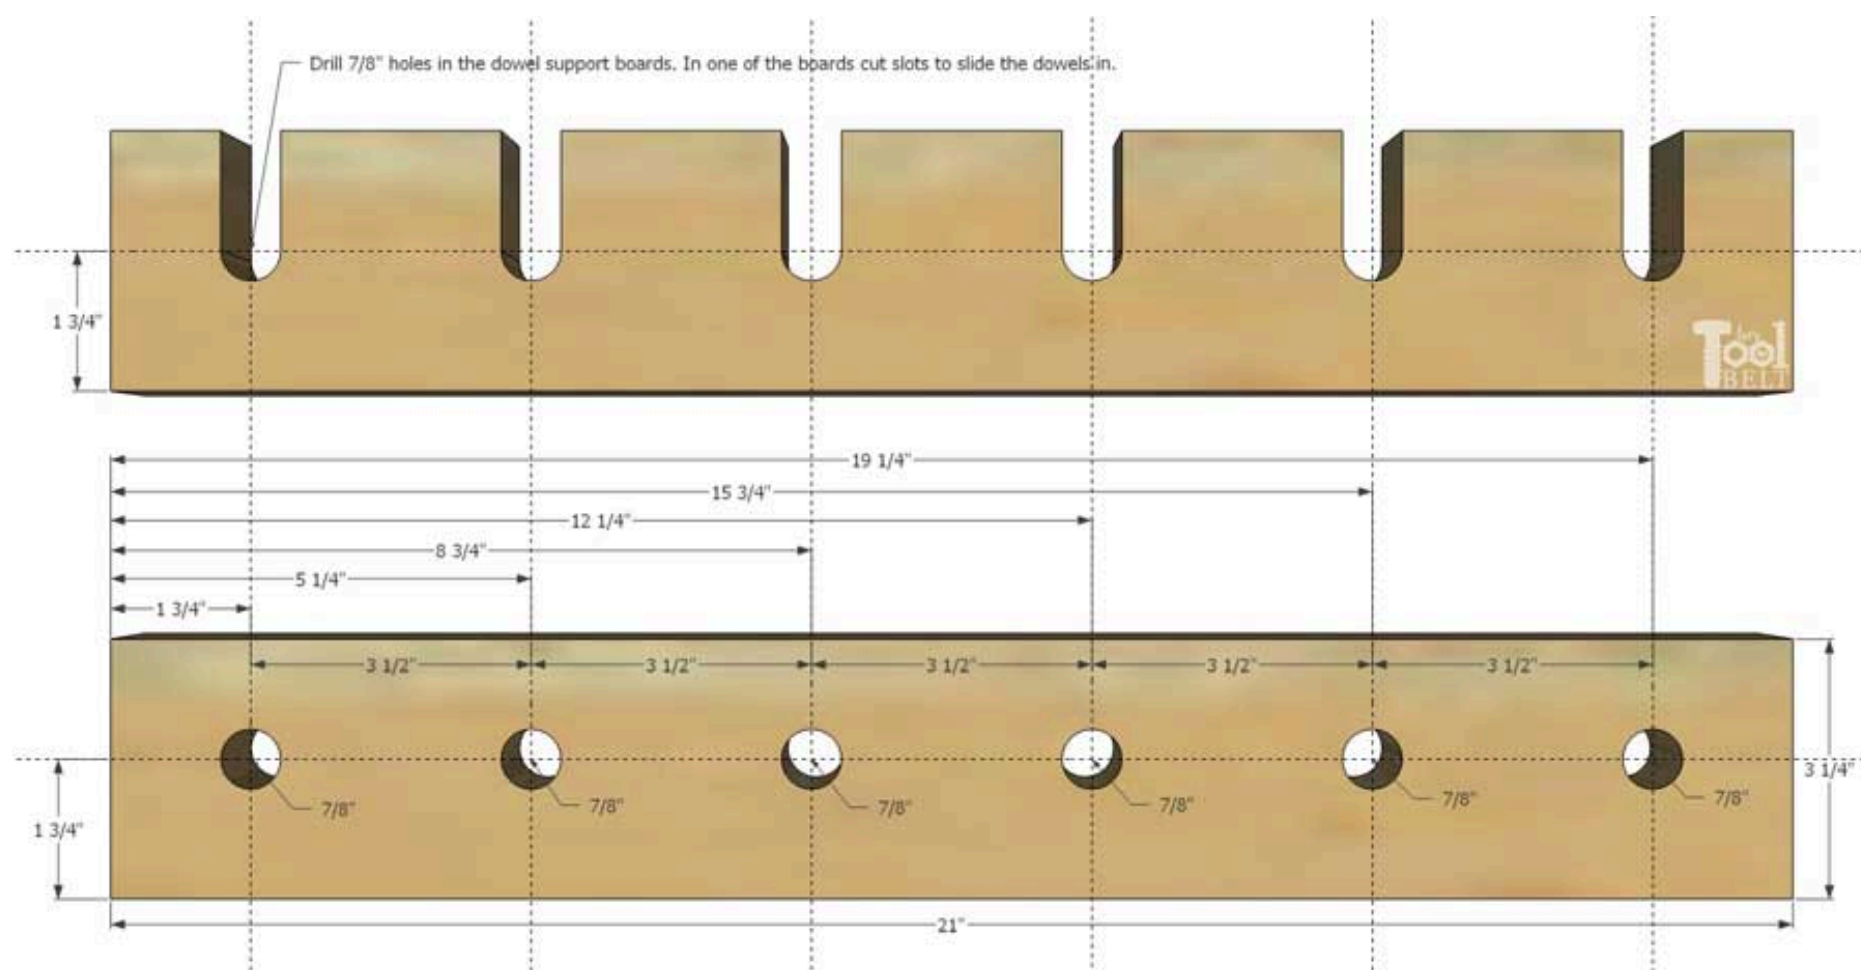 Drill 7/8" holes in the dowel support boards. In one of the boards cut slots to slide the dowels in.
1 3/4"
Tool
BELT
19 1/4"
15 3/4"
12 1/4"
8 3/4"
5 1/4"
1 3/4"
3 1/2" 3 1/2" 3 1/2" 3 1/2" 3 1/2"
3 1/4"
7/8" 7/8" 7/8" 7/8" 7/8" 7/8"
1 3/4"
21"